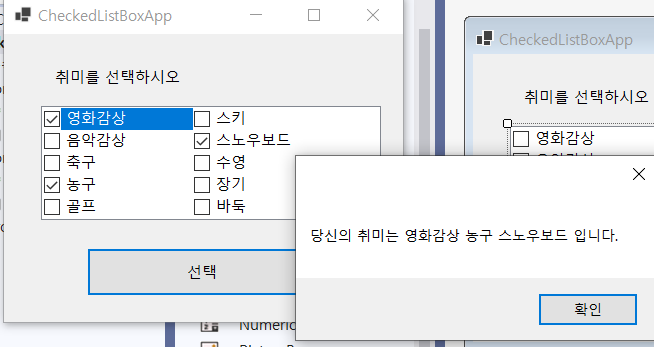 CheckedListBoxApp
취미를 선택하시오
영화감상
음악감상
축구
농구
골프
스키
스노우보드
수영
장기
바둑
선택
CheckedListBoxApp
취미를 선택하시오
영화감상
당신의 취미는 영화감상 농구 스노우보드 입니다.
확인
Numeric